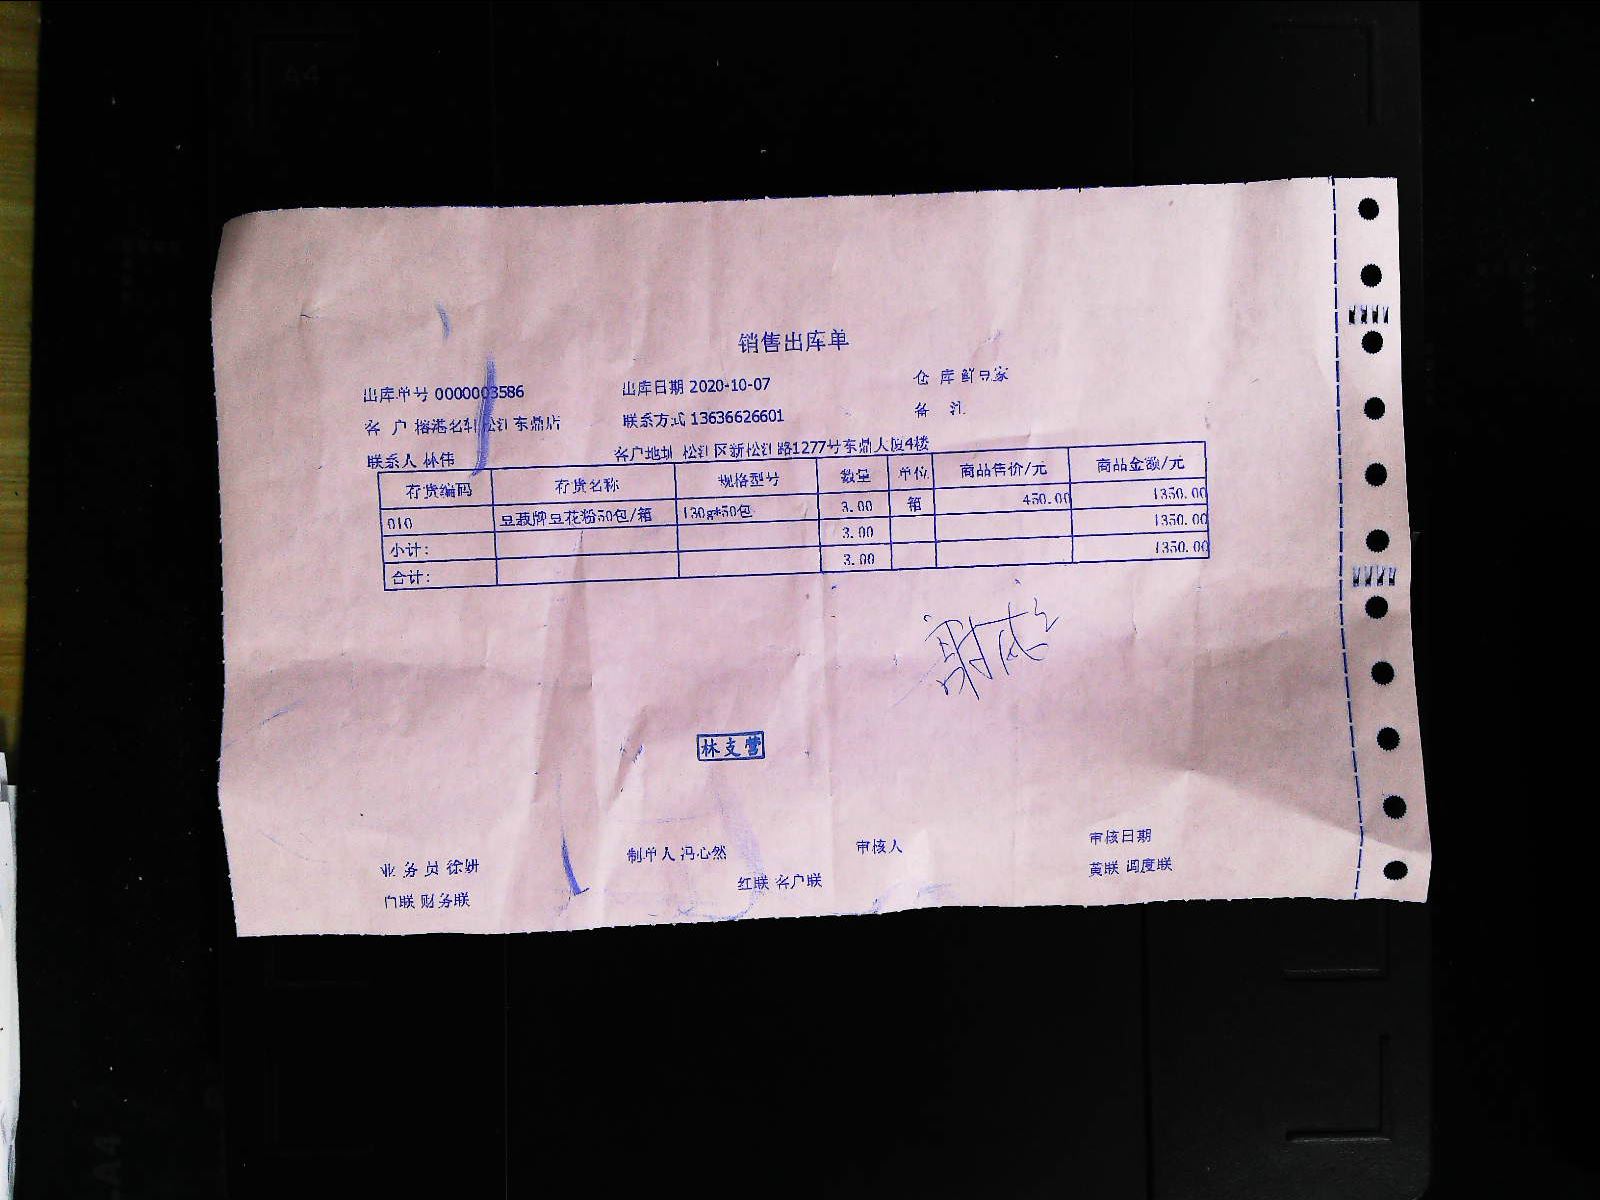 销售出库单
出库单号 0000003586 出库日期 2020-10-07 仓 库 鲜豆家
客 户 榕港名轩松江东鼎店 联系方式 13636626601 备 注
联系人 林伟 客户地址 松江区新松江路1277号东鼎大厦4楼
存货编码 存货名称 规格型号 数量 单位 商品售价/元 商品金额/元
010 豆花粉50包/箱 130g*50包 3.00 箱 450.00 1350.00
小计: 3.00 1350.00
合计: 3.00 1350.00
林支营
业 务 员 徐妍 制单人 冯心然 审核人 审核日期
门联 财务联 红联 客户联 黄联 调度联